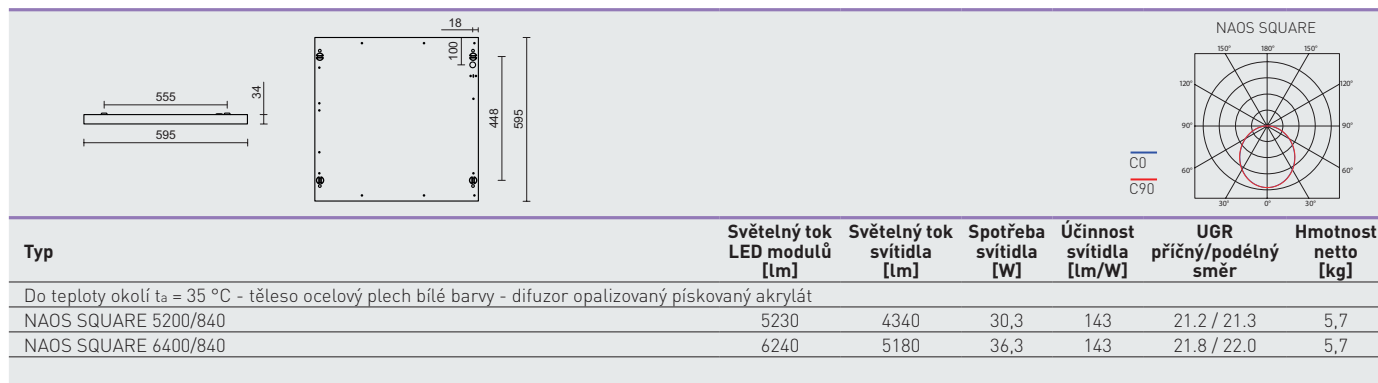 18
100
555
34
595
448
595
NAOS SQUARE
150° 180° 150°
120° 120°
90° 90°
60° 60°
30° 0° 30°
C0
C90
Typ
Světelný tok LED modulů [lm]
Světelný tok svítidla [lm]
Spotřeba svítidla [W]
Účinnost svítidla [lm/W]
UGR příčný/podélný směr
Hmotnost netto [kg]
Do teploty okolí ta = 35 °C - těleso ocelový plech bílé barvy - difuzor opalizovaný pískovaný akrylát
NAOS SQUARE 5200/840 5230 4340 30,3 143 21.2 / 21.3 5,7
NAOS SQUARE 6400/840 6240 5180 36,3 143 21.8 / 22.0 5,7